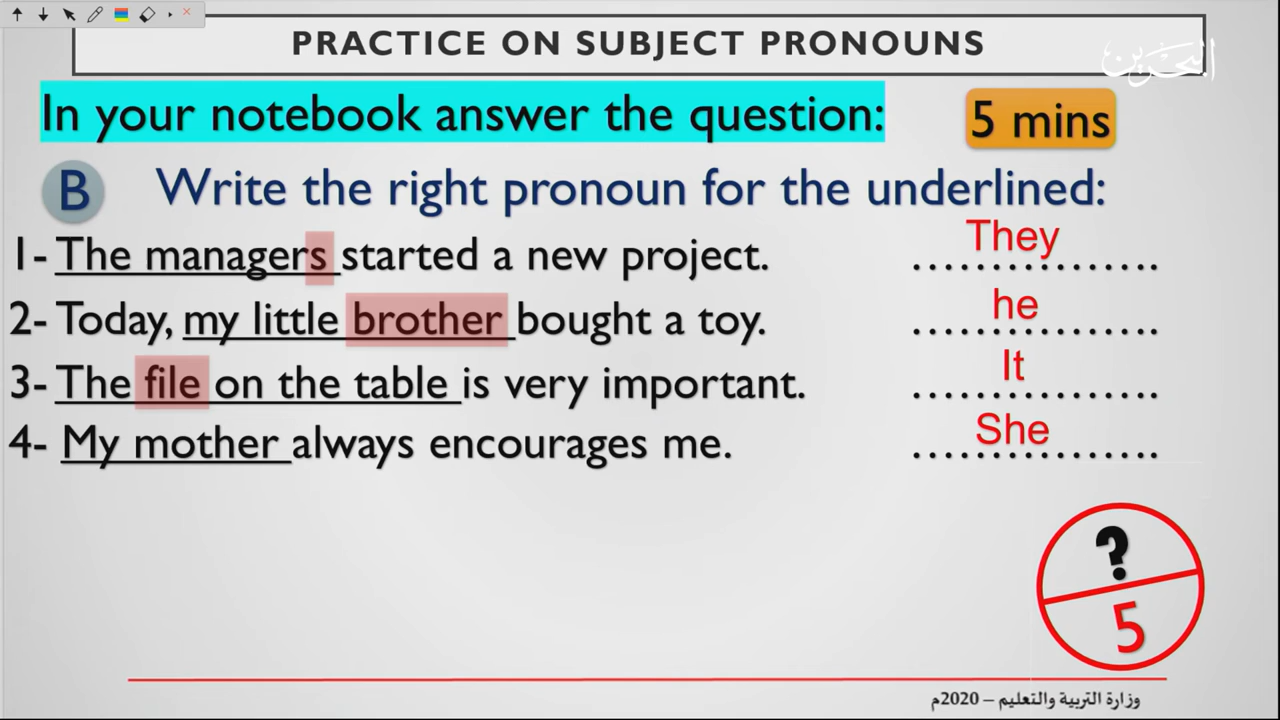 PRACTICE ON SUBJECT PRONOUNS
البحرين
In your notebook answer the question:
5 mins
B Write the right pronoun for the underlined:
1- The managers started a new project. They ……………….
2- Today, my little brother bought a toy. he ……………….
3- The file on the table is very important. It ……………….
4- My mother always encourages me. She ……………….
?
5
وزارة التربية والتعليم – 2020م